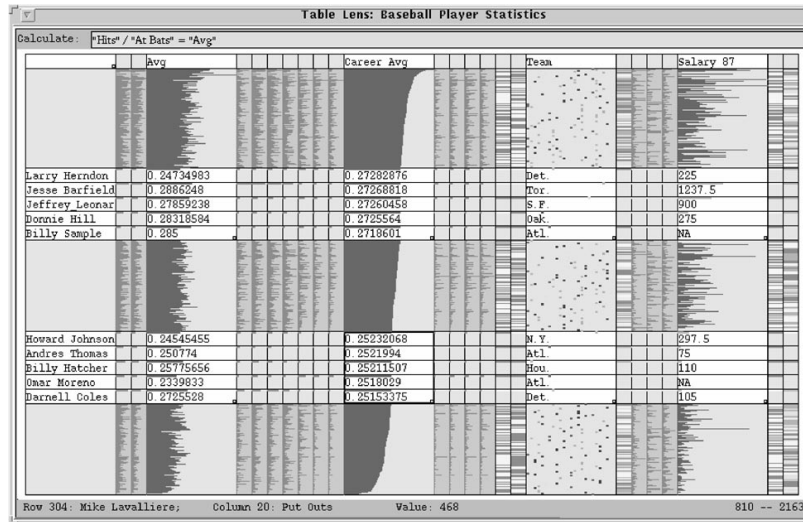 Table Lens: Baseball Player Statistics
Calculate: "Hits" / "At Bats" = "Avg"
Avg Career Avg Team Salary 87
Larry Herndon 0.24734983 0.27282876 Det. 225
Jesse Barfield 0.2886248 0.27268818 Tor. 1237.5
Jeffrey Leonar 0.27859238 0.27260458 S.F. 900
Donnie Hill 0.28318584 0.2725564 Oak. 275
Billy Sample 0.285 0.2718601 Atl. NA
Howard Johnson 0.24545455 0.25232068 N.Y. 297.5
Andres Thomas 0.250774 0.2521994 Atl. 75
Billy Hatcher 0.25775656 0.25211507 Hou. 110
Omar Moreno 0.2339833 0.2518029 Atl. NA
Darnell Coles 0.2725528 0.25153375 Det. 105
Row 304: Mike Lavalliere; Column 20: Put Outs Value: 468 810 -- 2163